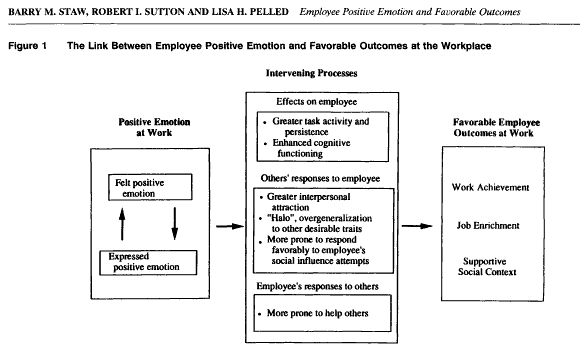 BARRY M. STAW, ROBERT I. SUTTON AND LISA H. PELLED Employee Positive Emotion and Favorable Outcomes
Figure 1 The Link Between Employee Positive Emotion and Favorable Outcomes at the Workplace
Intervening Processes
Positive Emotion
at Work
Felt positive
emotion
Expressed
positive emotion
Effects on employee
• Greater task activity and
persistence
• Enhanced cognitive
functioning
Others' responses to employee
• Greater interpersonal
attraction
• "Halo", overgeneralization
to other desirable traits
• More prone to respond
favorably to employee's
social influence attempts
Employee's responses to others
• More prone to help others
Favorable Employee
Outcomes at Work
Work Achievement
Job Enrichment
Supportive
Social Context